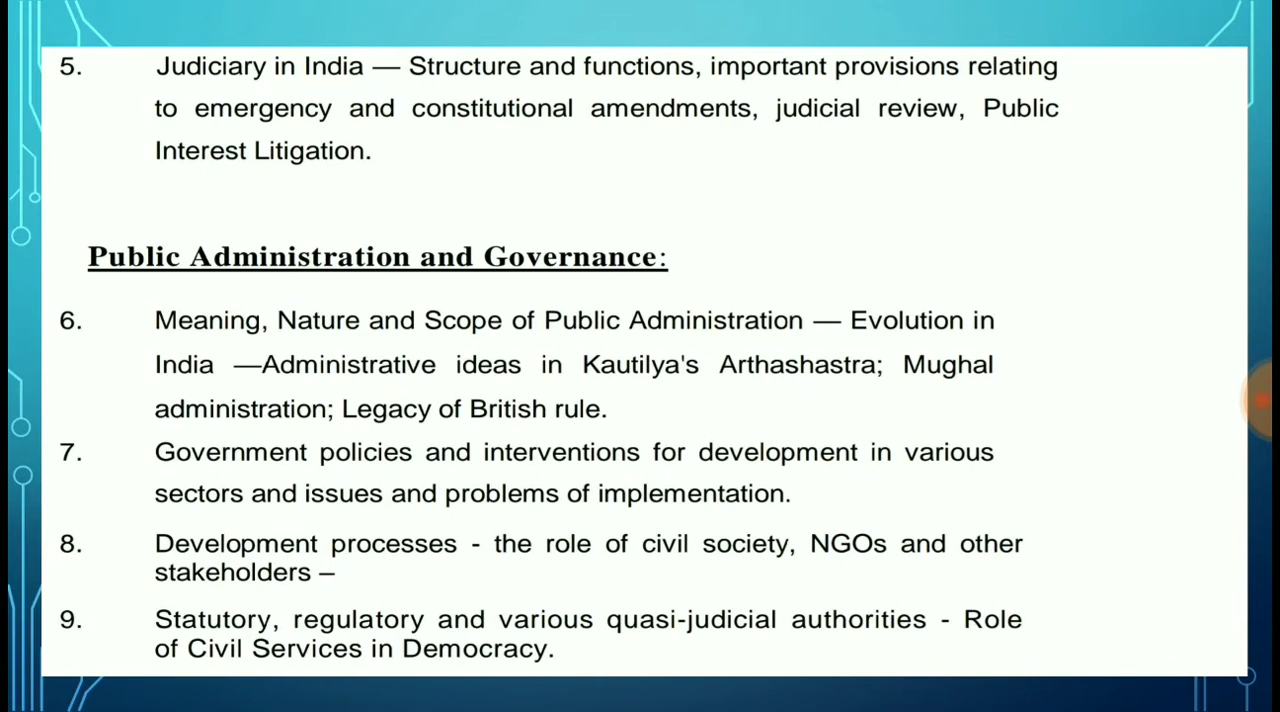 5. Judiciary in India — Structure and functions, important provisions relating
to emergency and constitutional amendments, judicial review, Public
Interest Litigation.
Public Administration and Governance:
6. Meaning, Nature and Scope of Public Administration — Evolution in
India —Administrative ideas in Kautilya's Arthashastra; Mughal
administration; Legacy of British rule.
7. Government policies and interventions for development in various
sectors and issues and problems of implementation.
8. Development processes - the role of civil society, NGOs and other
stakeholders –
9. Statutory, regulatory and various quasi-judicial authorities - Role
of Civil Services in Democracy.